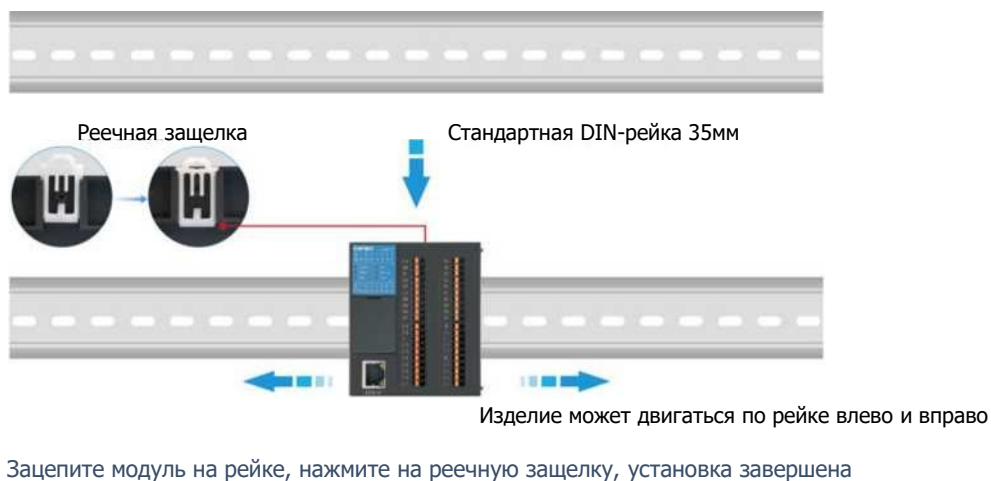 Реечная защелка
Стандартная DIN-рейка 35мм
Изделие может двигаться по рейке влево и вправо
Зацепите модуль на рейке, нажмите на реечную защелку, установка завершена